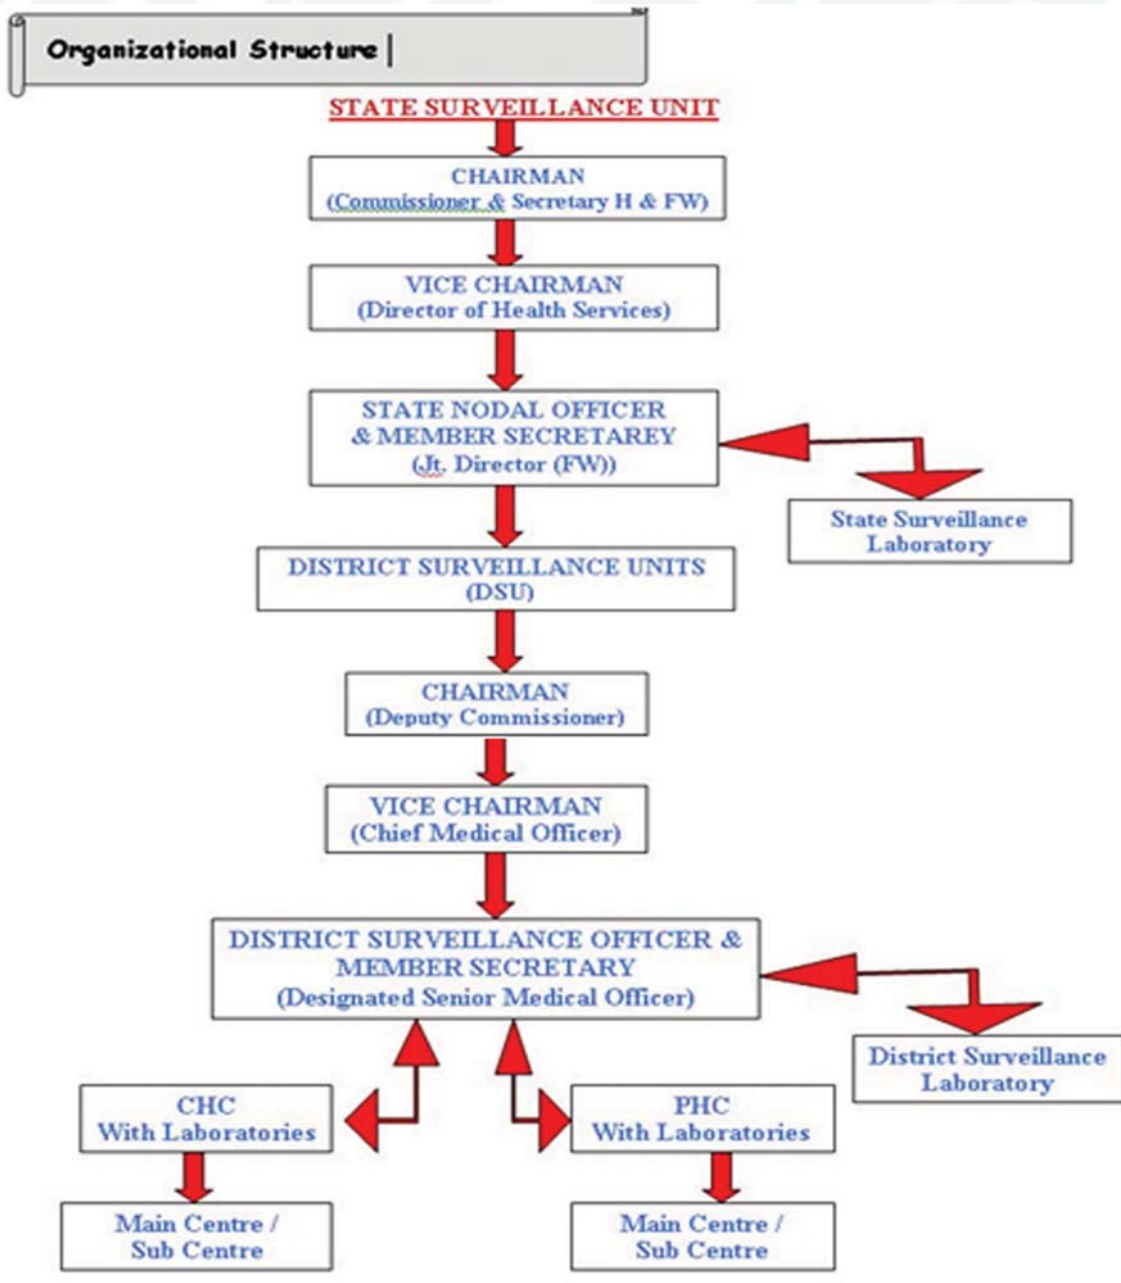 Organizational Structure
STATE SURVEILLANCE UNIT
CHAIRMAN
(Commissioner & Secretary H & FW)
VICE CHAIRMAN
(Director of Health Services)
STATE NODAL OFFICER
& MEMBER SECRETAREY
(Jt. Director (FW))
State Surveillance
Laboratory
DISTRICT SURVEILLANCE UNITS
(DSU)
CHAIRMAN
(Deputy Commissioner)
VICE CHAIRMAN
(Chief Medical Officer)
DISTRICT SURVEILLANCE OFFICER &
MEMBER SECRETARY
(Designated Senior Medical Officer)
District Surveillance
Laboratory
CHC
With Laboratories
PHC
With Laboratories
Main Centre /
Sub Centre
Main Centre /
Sub Centre